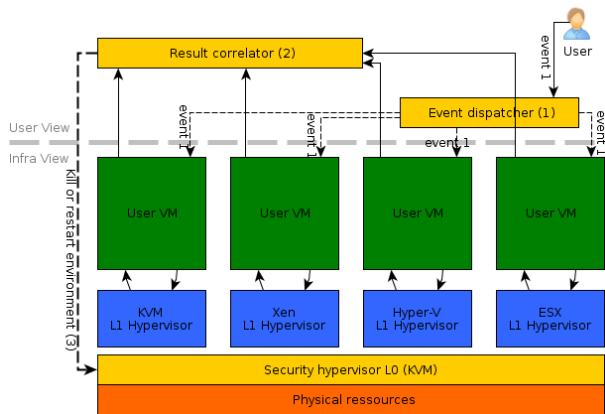 User
event 1
Result correlator (2)
Event dispatcher (1)
User View
Infra View
event 1
event 1
event 1
event 1
User VM
User VM
User VM
User VM
Kill or restart environment (3)
KVM
L1 Hypervisor
Xen
L1 Hypervisor
Hyper-V
L1 Hypervisor
ESX
L1 Hypervisor
Security hypervisor L0 (KVM)
Physical ressources